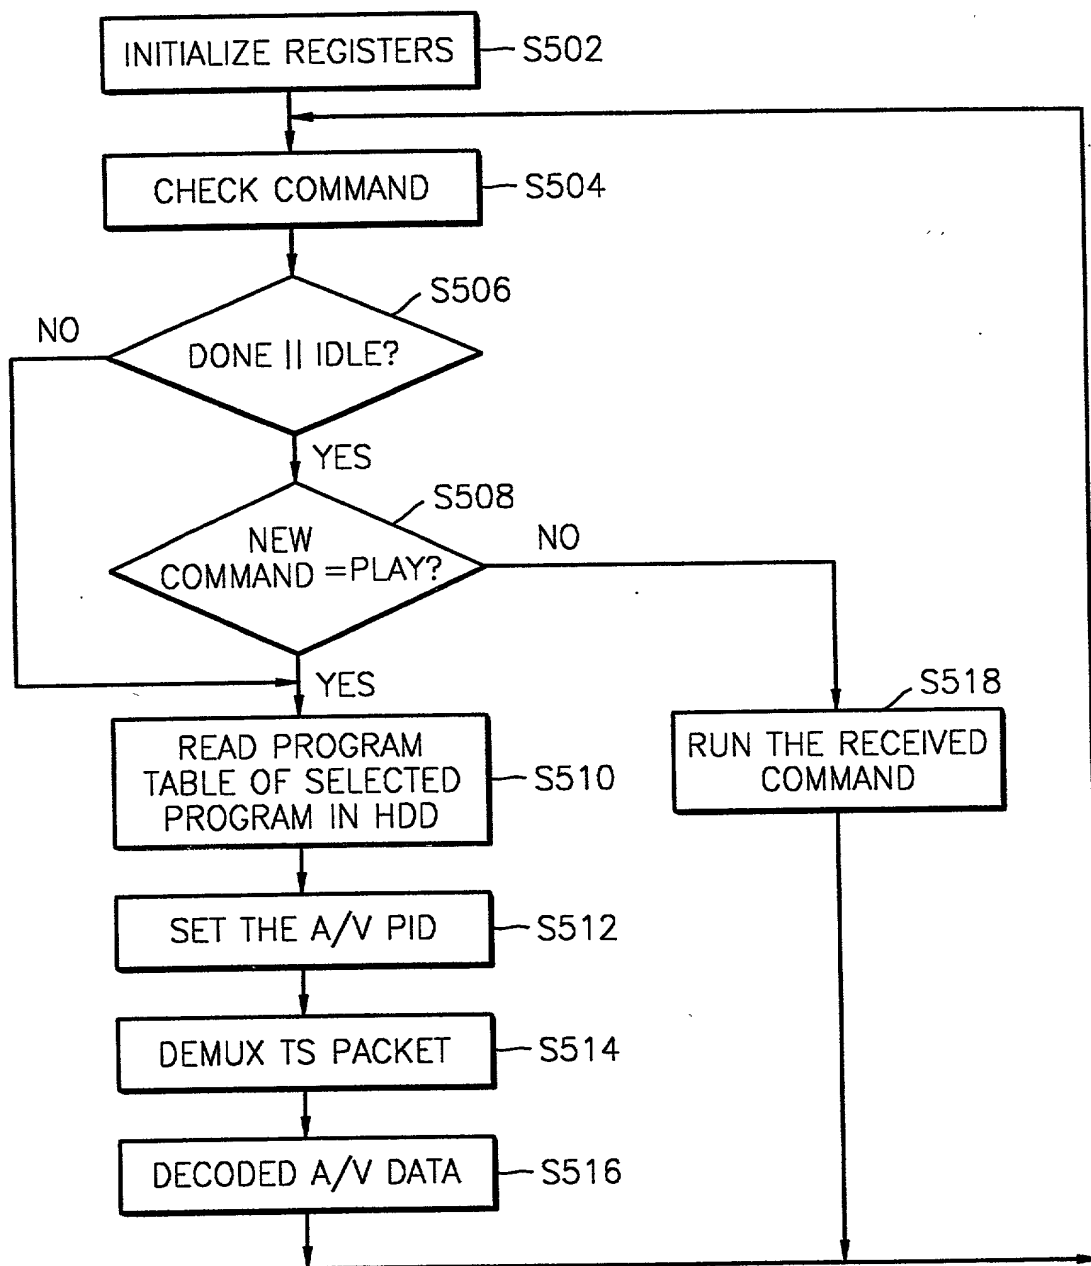 INITIALIZE REGISTERS
S502
CHECK COMMAND
S504
S506
NO
DONE || IDLE?
YES
S508
NEW
COMMAND =PLAY?
NO
YES
S518
READ PROGRAM
TABLE OF SELECTED
PROGRAM IN HDD
S510
RUN THE RECEIVED
COMMAND
SET THE A/V PID
S512
DEMUX TS PACKET
S514
DECODED A/V DATA
S516